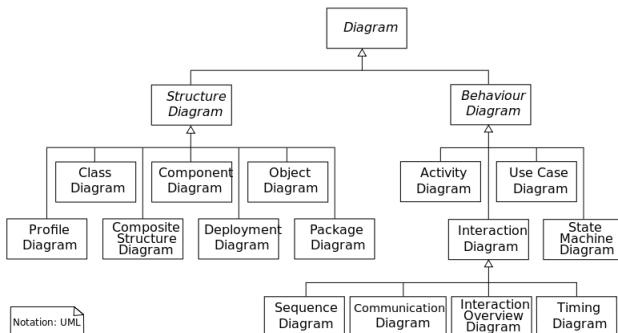 Diagram
Structure
Diagram
Behaviour
Diagram
Class
Diagram
Component
Diagram
Object
Diagram
Activity
Diagram
Use Case
Diagram
Profile
Diagram
Composite
Structure
Diagram
Deployment
Diagram
Package
Diagram
Interaction
Diagram
State
Machine
Diagram
Sequence
Diagram
Communication
Diagram
Interaction
Overview
Diagram
Timing
Diagram
Notation: UML